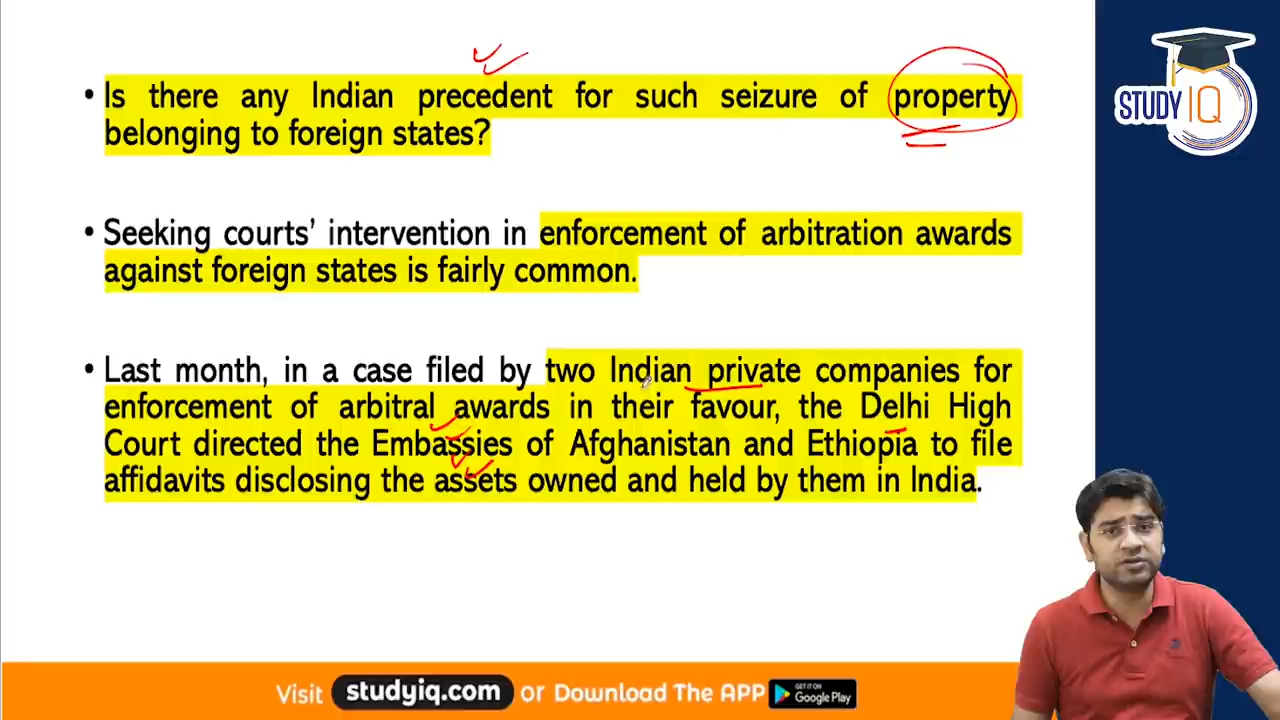 • Is there any Indian precedent for such seizure of property
belonging to foreign states?
• Seeking courts’ intervention in enforcement of arbitration awards
against foreign states is fairly common.
• Last month, in a case filed by two Indian private companies for
enforcement of arbitral awards in their favour, the Delhi High
Court directed the Embassies of Afghanistan and Ethiopia to file
affidavits disclosing the assets owned and held by them in India.
STUDY IQ
Visit studyiq.com or Download The APP GET IT ON Google Play